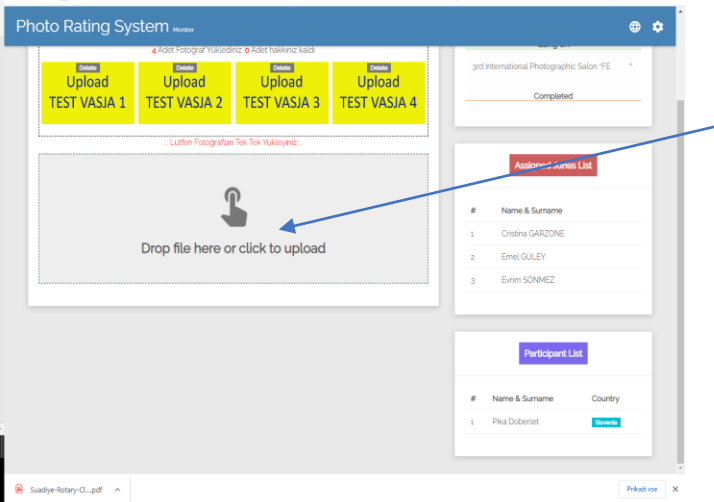 Photo Rating System Member
4 Adet Fotoğraf Yüklediniz 0 Adet hakkınız kaldı
Delete Delete Delete Delete
Upload Upload Upload Upload
TEST VASJA 1 TEST VASJA 2 TEST VASJA 3 TEST VASJA 4
..: Lütfen Fotoğrafları Tek Tek Yükleyiniz :..
Drop file here or click to upload
3rd International Photographic Salon "FE
Completed
Assigned Juries List
# Name & Surname
1 Cristina GARZONE
2 Emel GÜLEY
3 Evrim SÖNMEZ
Participant List
# Name & Surname Country
1 Pika Doberlet Slovenia
Suadiye-Rotary-Cl....pdf
Prikaži vse